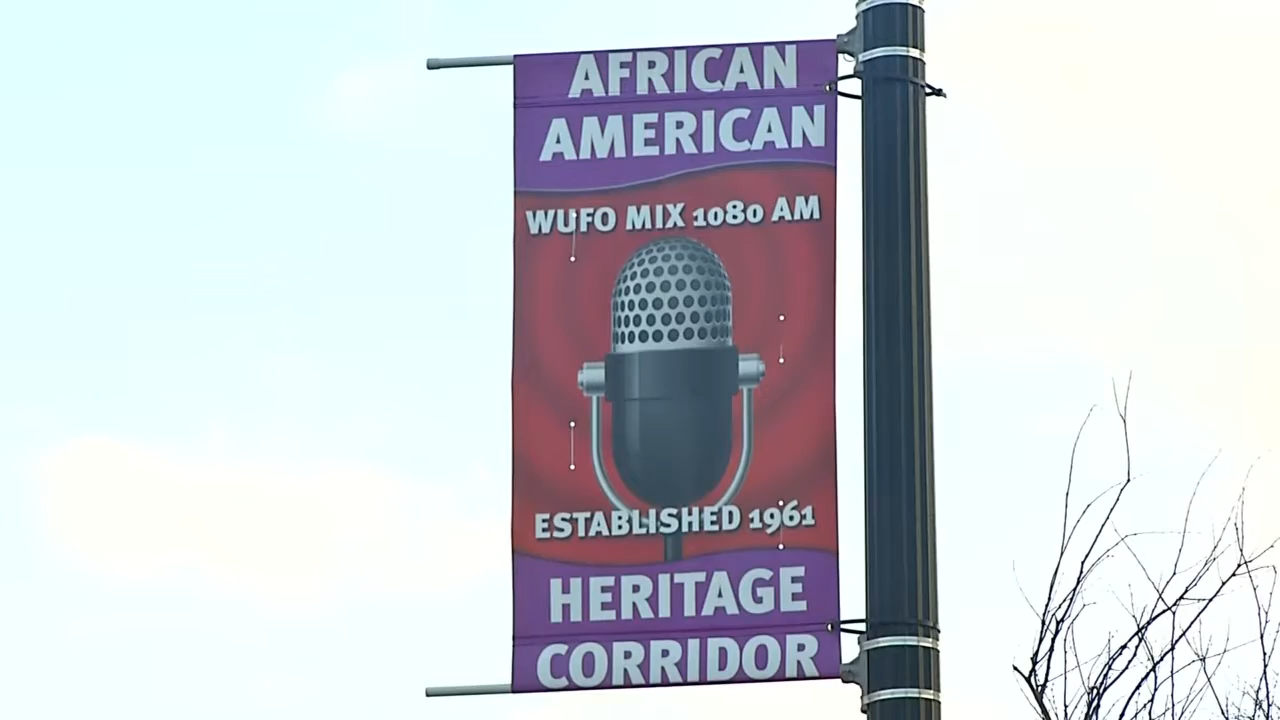 AFRICAN
AMERICAN
WUFO MIX 1080 AM
ESTABLISHED 1961
HERITAGE
CORRIDOR